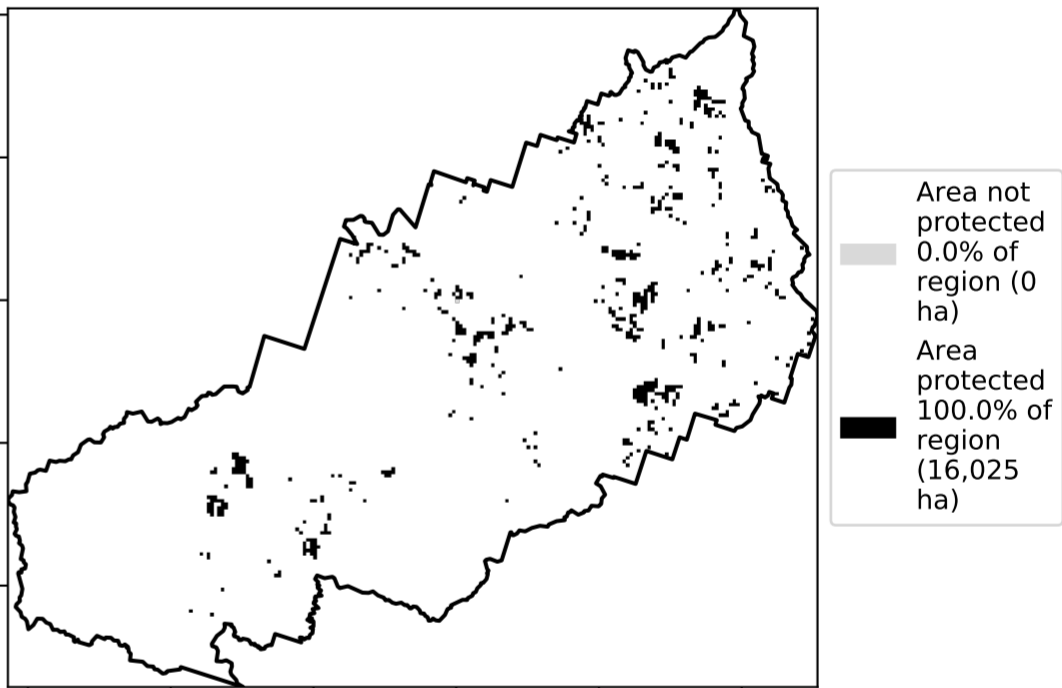 Area not
protected
0.0% of
region (0
ha)
Area
protected
100.0% of
region
(16,025
ha)